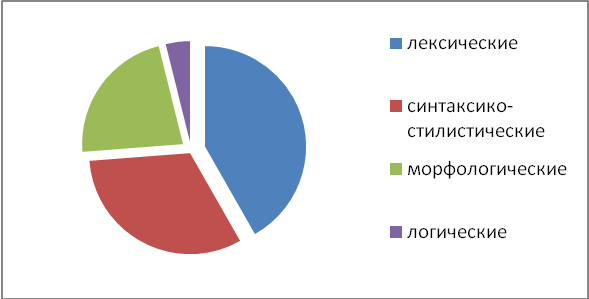 лексические
синтаксико-
стилистические
морфологические
логические